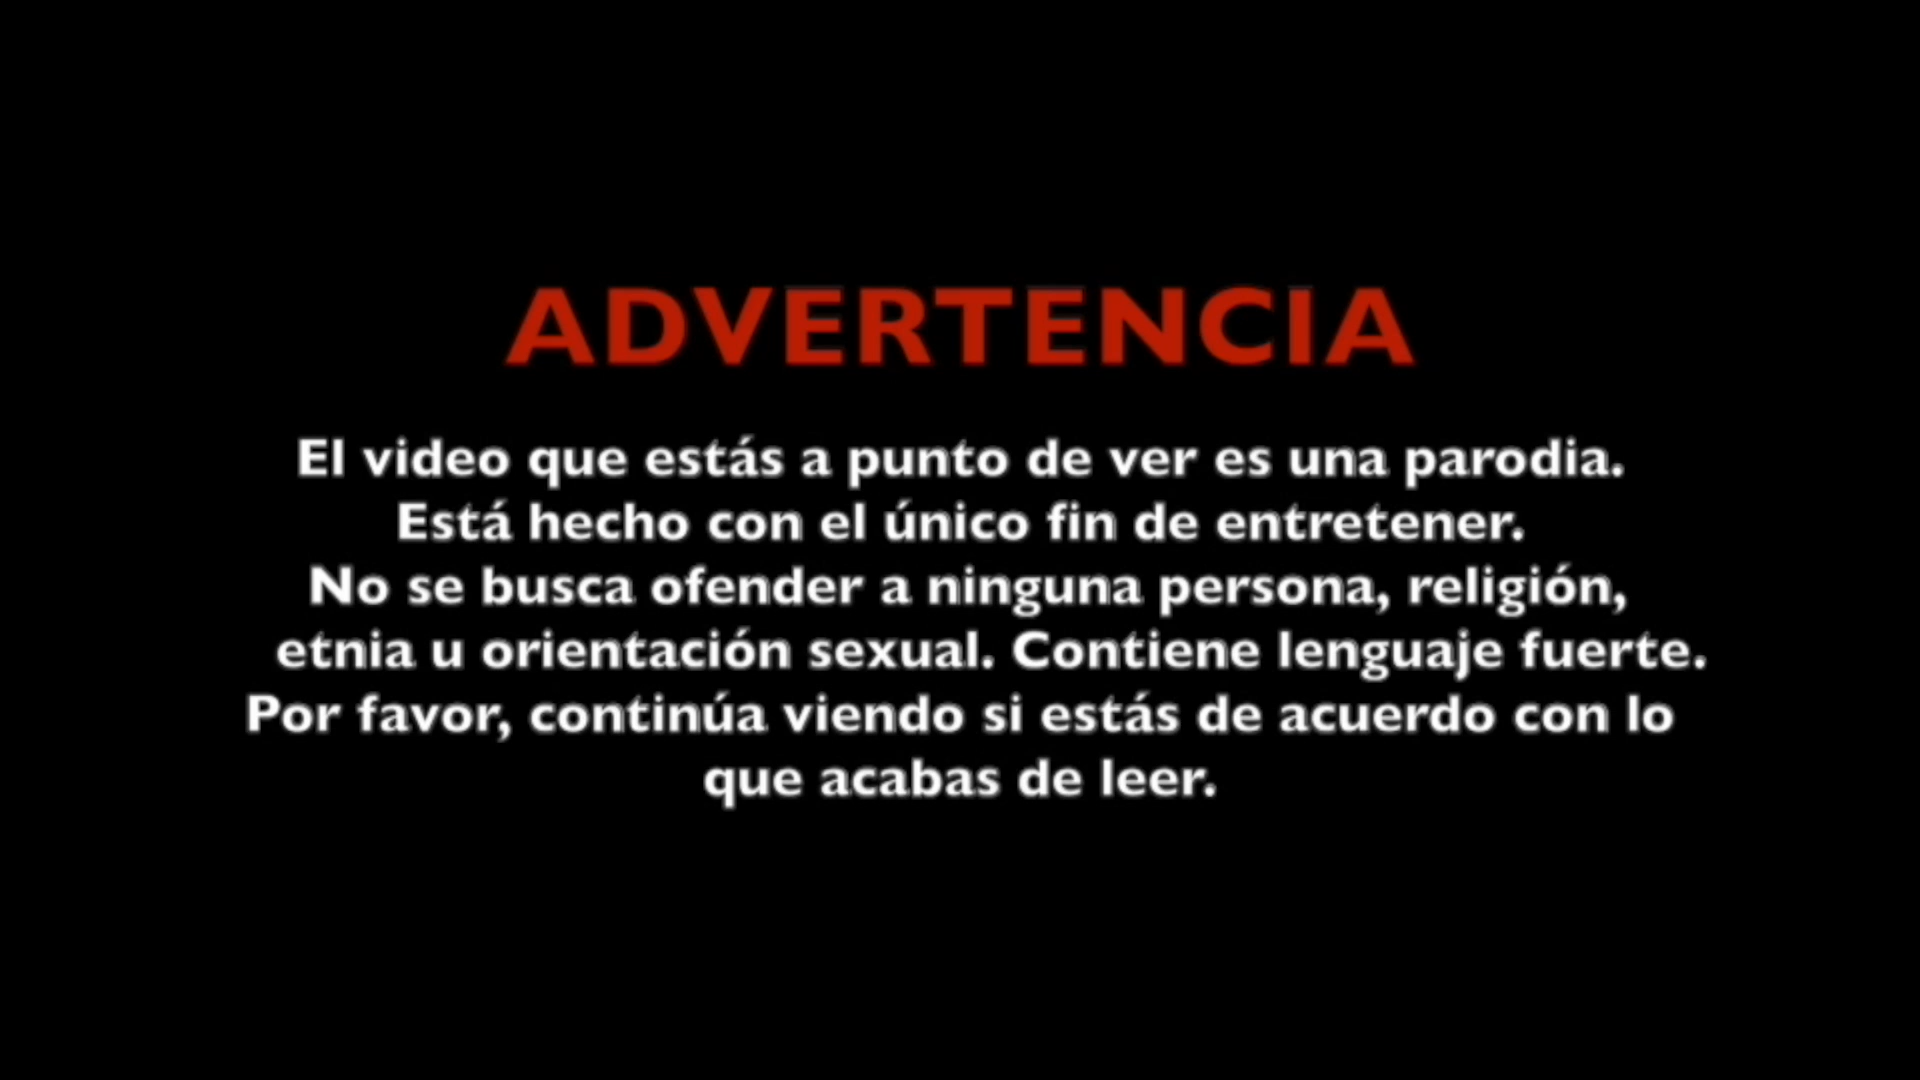 ADVERTENCIA
El video que estás a punto de ver es una parodia.
Está hecho con el único fin de entretener.
No se busca ofender a ninguna persona, religión,
etnia u orientación sexual. Contiene lenguaje fuerte.
Por favor, continúa viendo si estás de acuerdo con lo
que acabas de leer.